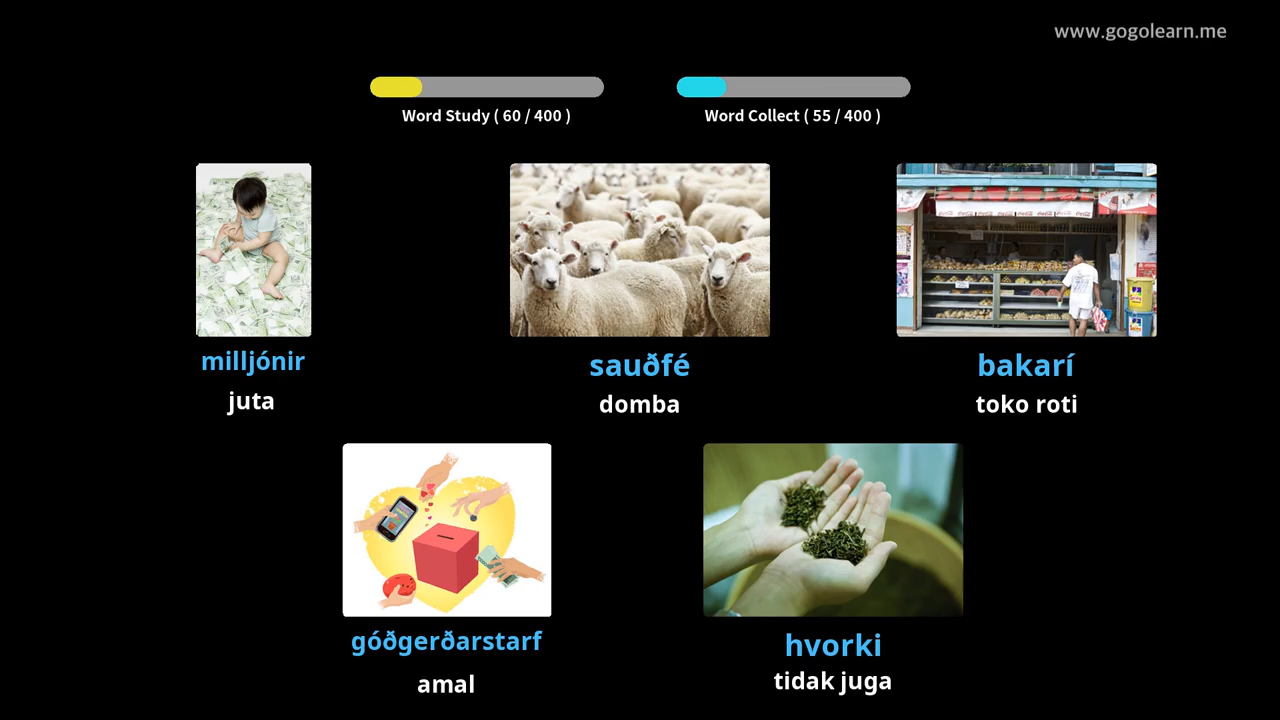 www.gogolearn.me
Word Study ( 60 / 400 )
Word Collect ( 55 / 400 )
milljónir
juta
sauðfé
domba
bakarí
toko roti
góðgerðarstarf
amal
hvorki
tidak juga